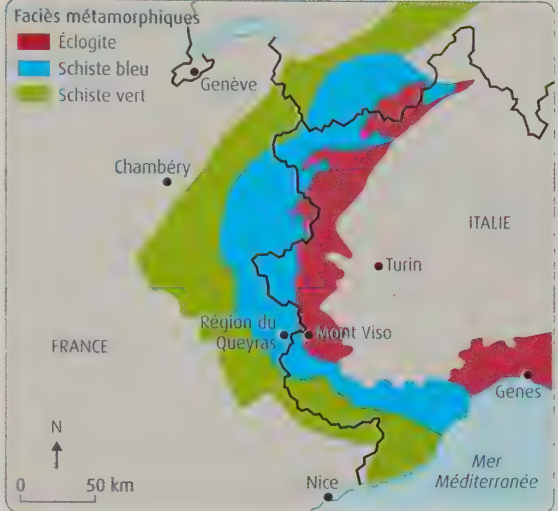 Faciès métamorphiques
Éclogite
Schiste bleu
Schiste vert
Genève
Chambéry
ITALIE
Turin
Région du
Queyras
Mont Viso
FRANCE
Gênes
N
0 50 km
Nice
Mer
Méditerranée